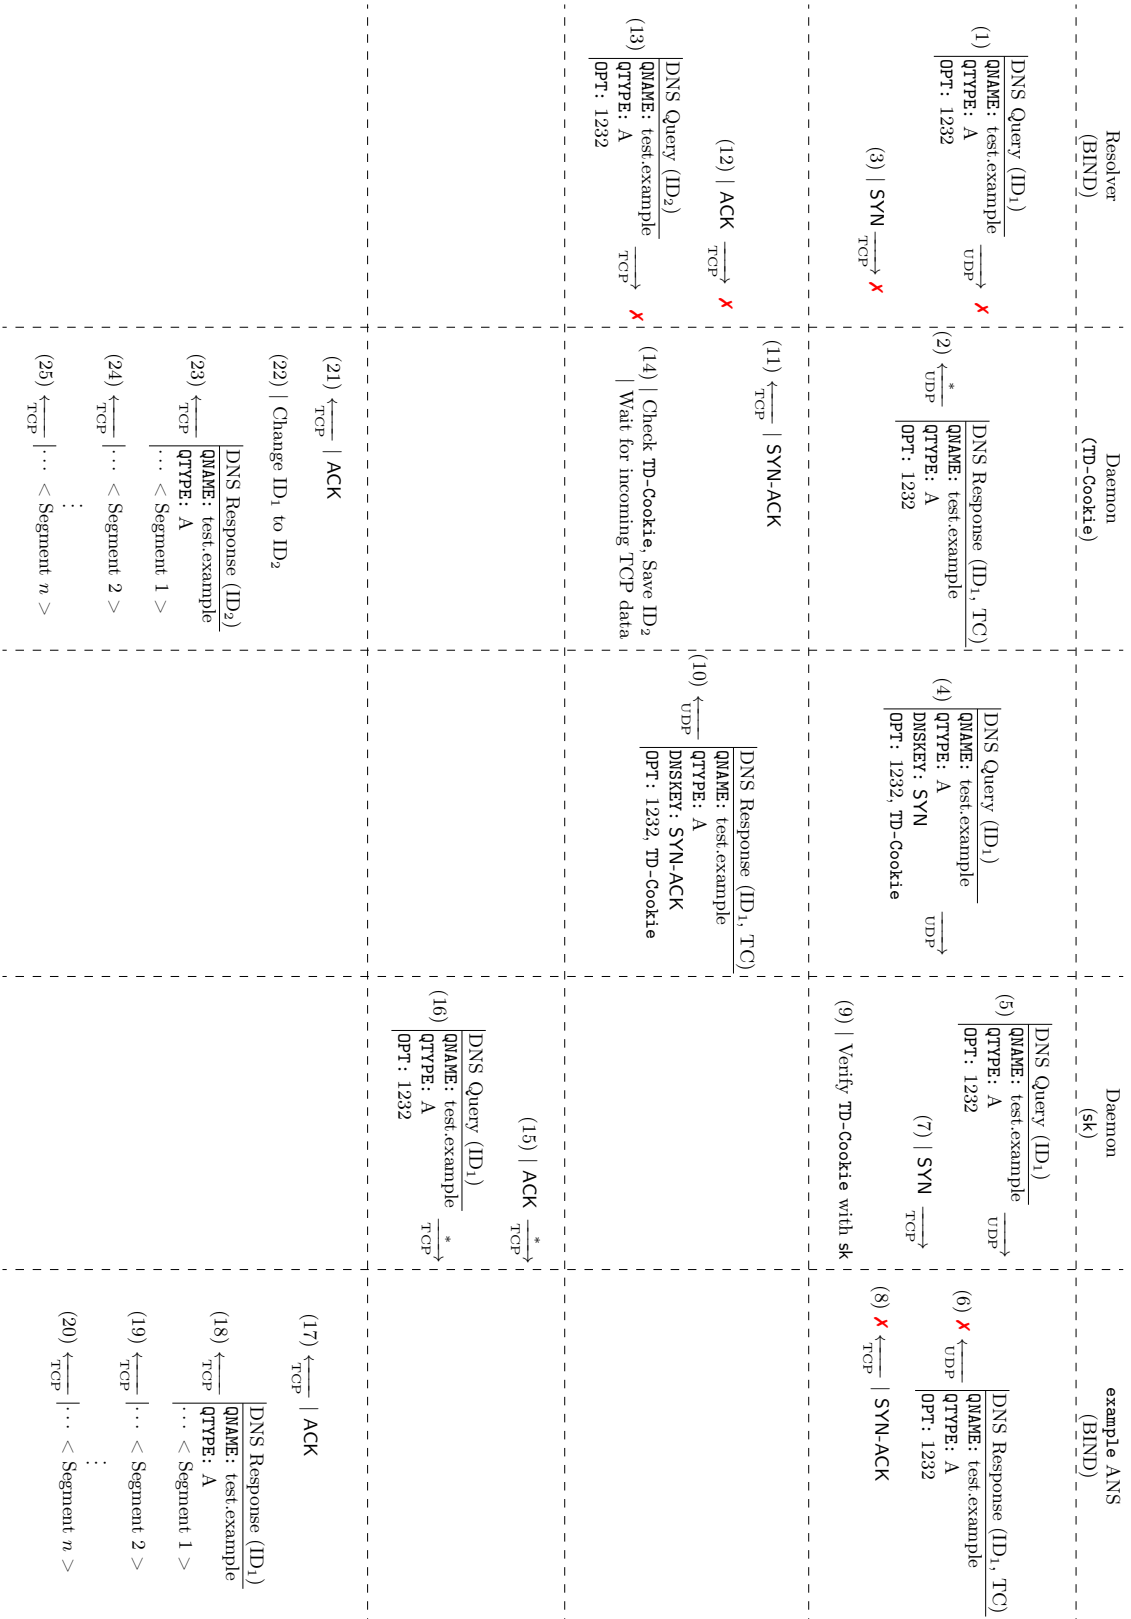 Resolver
(BIND)
Daemon
(TD-Cookie)
Daemon
(sk)
example ANS
(BIND)
(1)
DNS Query (ID₁)
QNAME: test.example
QTYPE: A
OPT: 1232
UDP ✗
(2) *
UDP
DNS Response (ID₁, TC)
QNAME: test.example
QTYPE: A
OPT: 1232
(3) | SYN
TCP ✗
(4)
DNS Query (ID₁)
QNAME: test.example
QTYPE: A
DNSKEY: SYN
OPT: 1232, TD-Cookie
UDP
(5)
DNS Query (ID₁)
QNAME: test.example
QTYPE: A
OPT: 1232
UDP
(6) ✗
UDP
DNS Response (ID₁, TC)
QNAME: test.example
QTYPE: A
OPT: 1232
(7) | SYN
TCP
(8) ✗
TCP
| SYN-ACK
(9) | Verify TD-Cookie with sk
(10)
UDP
DNS Response (ID₁, TC)
QNAME: test.example
QTYPE: A
DNSKEY: SYN-ACK
OPT: 1232, TD-Cookie
(11)
TCP
| SYN-ACK
(12) | ACK
TCP ✗
(13)
DNS Query (ID₂)
QNAME: test.example
QTYPE: A
OPT: 1232
TCP ✗
(14) | Check TD-Cookie, Save ID₂
| Wait for incoming TCP data
(15) | ACK
*
TCP
(16)
DNS Query (ID₁)
QNAME: test.example
QTYPE: A
OPT: 1232
*
TCP
(17)
TCP
| ACK
(18)
TCP
DNS Response (ID₁)
QNAME: test.example
QTYPE: A
⋯ < Segment 1 >
(19)
TCP
|⋯ < Segment 2 >
⋮
(20)
TCP
|⋯ < Segment n >
(21)
TCP
| ACK
(22) | Change ID₁ to ID₂
(23)
TCP
DNS Response (ID₂)
QNAME: test.example
QTYPE: A
⋯ < Segment 1 >
(24)
TCP
|⋯ < Segment 2 >
⋮
(25)
TCP
|⋯ < Segment n >